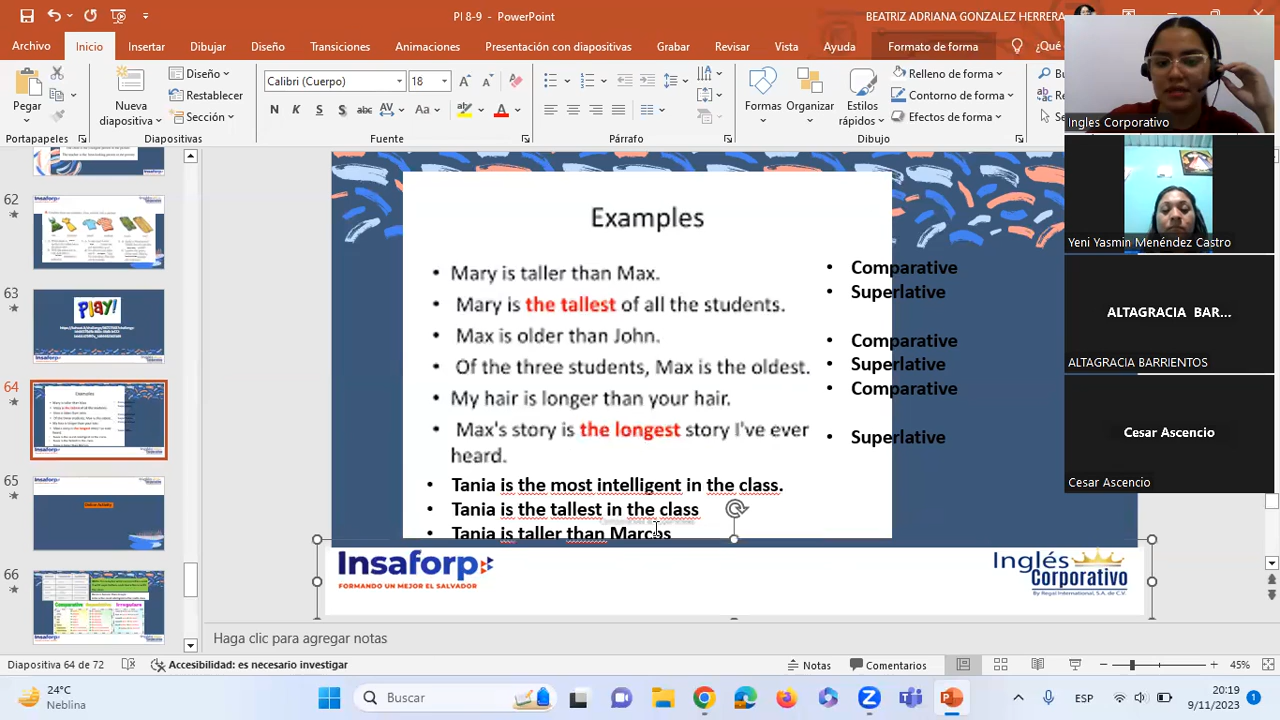 PI 8-9 - PowerPoint
BEATRIZ ADRIANA GONZALEZ HERRERA
Archivo Inicio Insertar Dibujar Diseño Transiciones Animaciones Presentación con diapositivas Grabar Revisar Vista Ayuda Formato de forma ¿Qué
Pegar
Portapapeles
Nueva diapositiva
Diseño
Restablecer
Sección
Diapositivas
Calibri (Cuerpo) 18
N K S S abc Aa A
Fuente
Párrafo
Formas
Organizar
Estilos rápidos
Relleno de forma
Contorno de forma
Efectos de forma
Dibujo
62
63
64
65
66
PLAY!
Examples
• Mary is taller than Max.
• Mary is the tallest of all the students.
• Max is older than John.
• Of the three students, Max is the oldest.
• My hair is longer than your hair.
• Max's story is the longest story I've ever
heard.
• Tania is the most intelligent in the class.
• Tania is the tallest in the class
• Tania is taller than Marcos
• Comparative
• Superlative
• Comparative
• Superlative
• Comparative
• Superlative
Insaforp
FORMANDO UN MEJOR EL SALVADOR
Inglés
Corporativo
By Royal International, S.A. de C.V.
Ingles Corporativo
Yeni Yasmin Menéndez Castro
ALTAGRACIA BAR...
ALTAGRACIA BARRIENTOS
Cesar Ascencio
Cesar Ascencio
Haga clic para agregar notas
Diapositiva 64 de 72
Accesibilidad: es necesario investigar
Notas
Comentarios
45%
24°C
Neblina
Buscar
ESP
20:19
9/11/2023
1